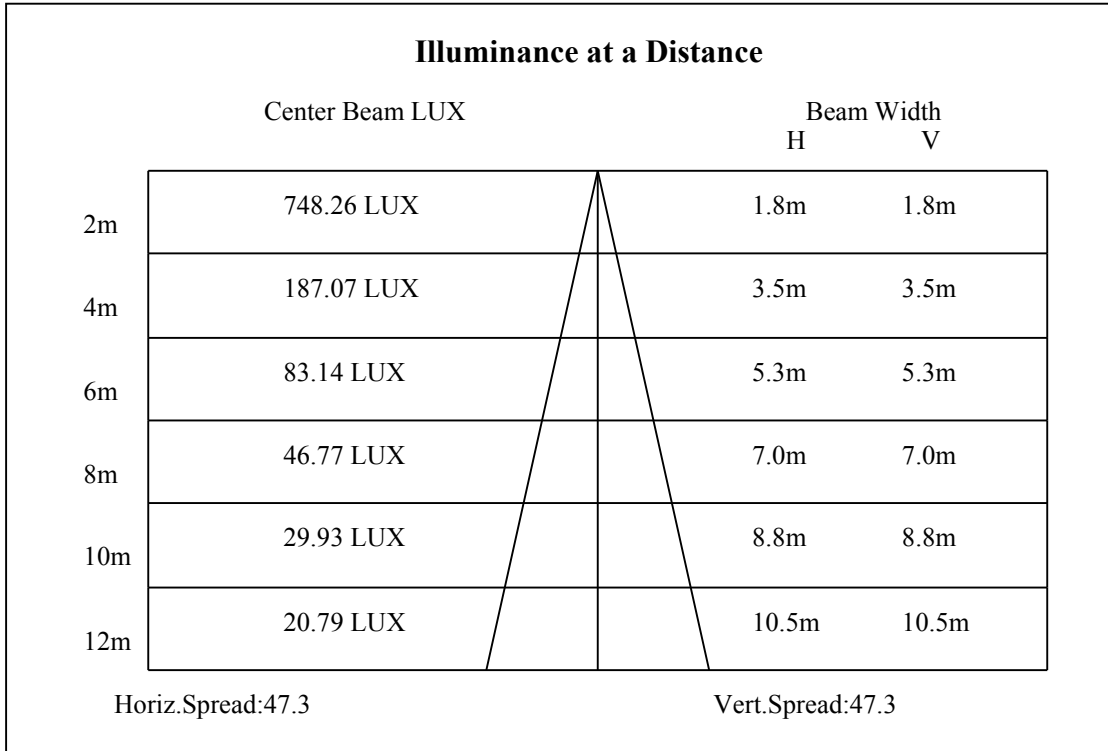 Illuminance at a Distance
Center Beam LUX Beam Width
H V
2m 748.26 LUX 1.8m 1.8m
4m 187.07 LUX 3.5m 3.5m
6m 83.14 LUX 5.3m 5.3m
8m 46.77 LUX 7.0m 7.0m
10m 29.93 LUX 8.8m 8.8m
12m 20.79 LUX 10.5m 10.5m
Horiz.Spread:47.3 Vert.Spread:47.3